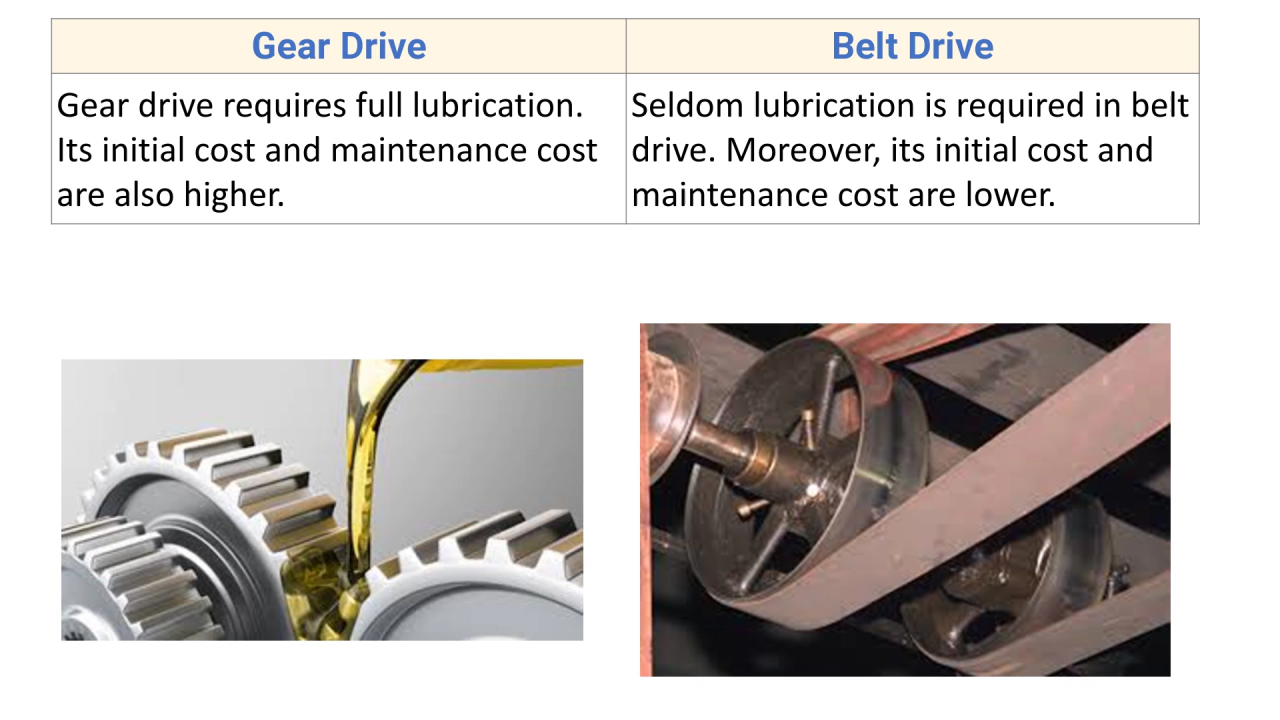 Gear Drive
Belt Drive
Gear drive requires full lubrication.
Its initial cost and maintenance cost
are also higher.
Seldom lubrication is required in belt
drive. Moreover, its initial cost and
maintenance cost are lower.